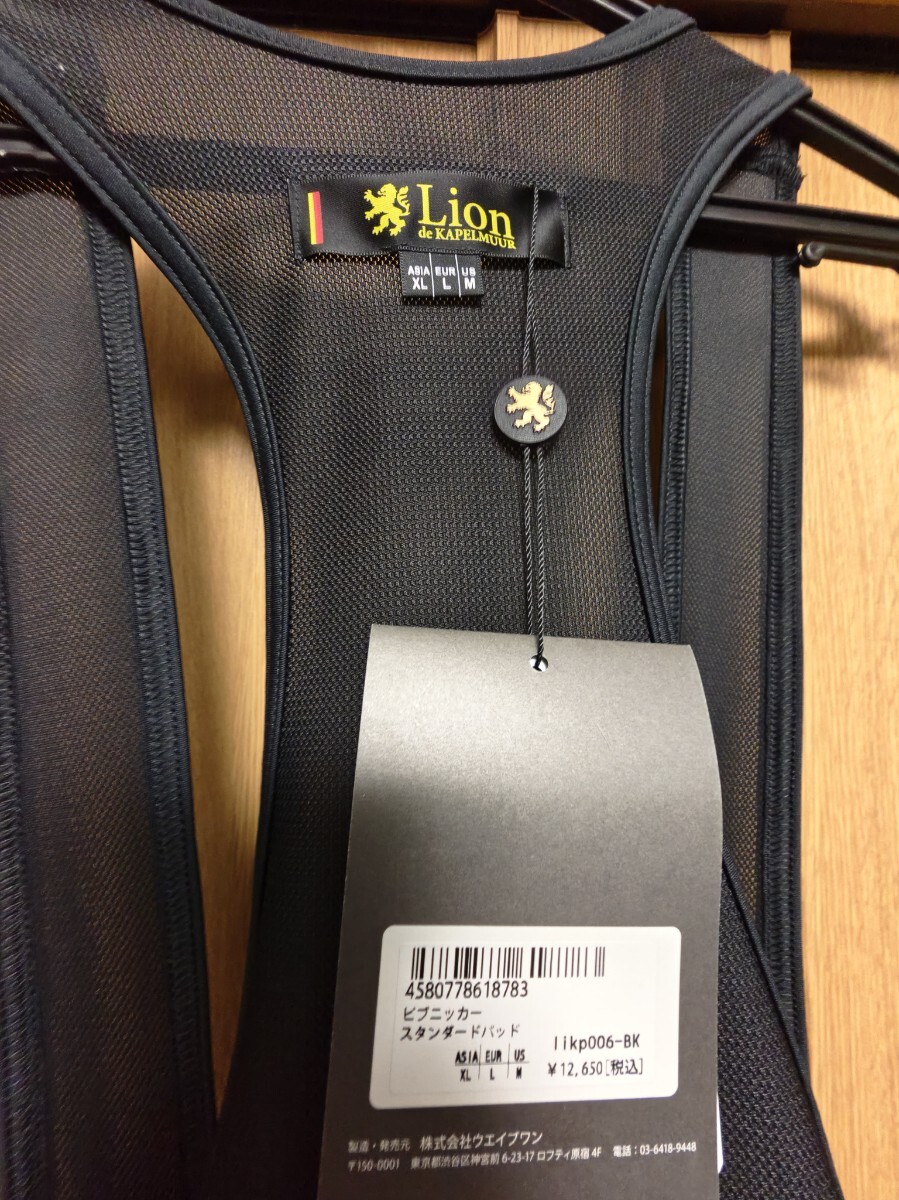 Lion
de KAPELMUUR
ASIA EUR US
XL L M
4580778618783
ビブニッカー
スタンダードパッド
likp006-BK
ASIA EUR US
XL L M
¥12,650[税込]
製造・発売元 株式会社ウエイブワン
〒150-0001 東京都渋谷区神宮前 6-23-17 ロフティ原宿 4F 電話：03-6418-9448